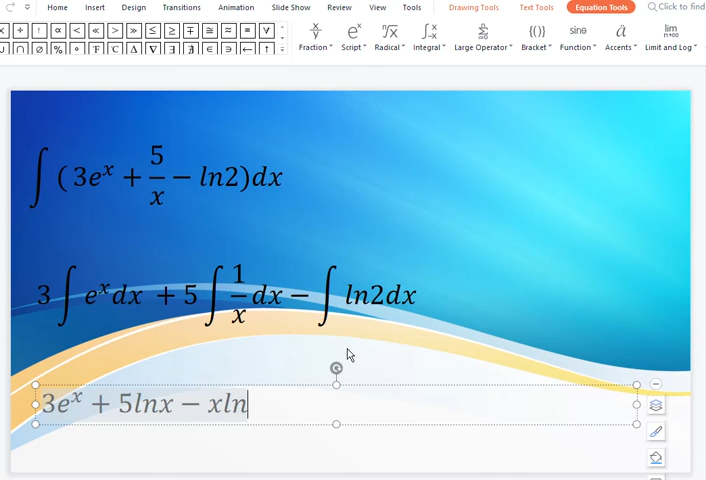 Home Insert Design Transitions Animation Slide Show Review View Tools Drawing Tools Text Tools Equation Tools Click to find
÷ ! ∝ < ≪ > ≫ ≤ ≥ ∓ ≅ ≈ ≡ ∀
∩ ∅ % ° ℉ ℃ ∆ ∇ ∃ ∄ ∈ ∋ ← ↑
Fraction Script Radical Integral Large Operator Bracket Function Accents Limit and Log
∫ (3eˣ + 5/x − ln2)dx
3 ∫ eˣdx + 5 ∫ 1/x dx − ∫ ln2dx
3eˣ + 5lnx − xln